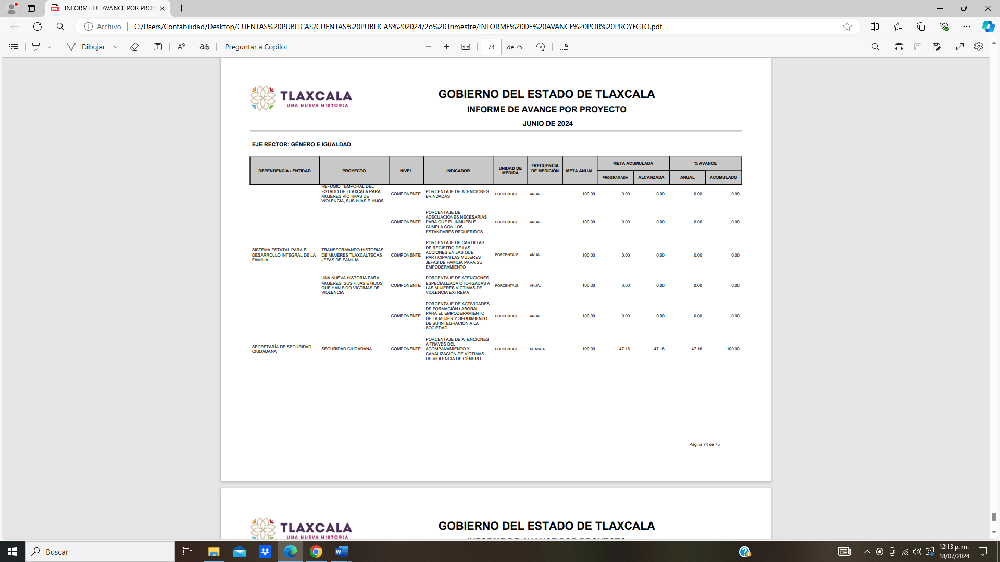 INFORME DE AVANCE POR PROY
Archivo
C:/Users/Contabilidad/Desktop/CUENTAS%20PUBLICAS/CUENTAS%20PUBLICAS%202024/2o%20Trimestre/INFORME%20DE%20AVANCE%20POR%20PROYECTO.pdf
Dibujar
aあ
Preguntar a Copilot
74 de 75
TLAXCALA
UNA NUEVA HISTORIA
GOBIERNO DEL ESTADO DE TLAXCALA
INFORME DE AVANCE POR PROYECTO
JUNIO DE 2024
EJE RECTOR: GÉNERO E IGUALDAD
DEPENDENCIA / ENTIDAD
PROYECTO
NIVEL
INDICADOR
UNIDAD DE
MEDIDA
FRECUENCIA
DE MEDICIÓN
META ANUAL
META ACUMULADA
PROGRAMADA
ALCANZADA
% AVANCE
ANUAL
ACUMULADO
REFUGIO TEMPORAL DEL
ESTADO DE TLAXCALA PARA
MUJERES VÍCTIMAS DE
VIOLENCIA, SUS HJAS E HIJOS
COMPONENTE
PORCENTAJE DE ATENCIONES
BRINDADAS
PORCENTAJE
ANUAL
100.00
0.00
0.00
0.00
0.00
COMPONENTE
PORCENTAJE DE
ADECUACIONES NECESARIAS
PARA QUE EL INMUEBLE
CUMPLA CON LOS
ESTÁNDARES REQUERIDOS
PORCENTAJE
ANUAL
100.00
0.00
0.00
0.00
0.00
SISTEMA ESTATAL PARA EL
DESARROLLO INTEGRAL DE LA
FAMILIA
TRANSFORMANDO HISTORIAS
DE MUJERES TLAXCALTECAS
JEFAS DE FAMILIA.
COMPONENTE
PORCENTAJE DE CARTILLAS
DE REGISTRO DE LAS
ACCIONES EN LAS QUE
PARTICIPAN LAS MUJERES
JEFAS DE FAMILIA PARA SU
EMPODERAMIENTO
PORCENTAJE
ANUAL
100.00
0.00
0.00
0.00
0.00
UNA NUEVA HISTORIA PARA
MUJERES, SUS HIJAS E HIJOS
QUE HAN SIDO VÍCTIMAS DE
VIOLENCIA
COMPONENTE
PORCENTAJE DE ATENCIONES
ESPECIALIZADA OTORGADAS A
LAS MUJERES VÍCTIMAS DE
VIOLENCIA EXTREMA
PORCENTAJE
ANUAL
100.00
0.00
0.00
0.00
0.00
COMPONENTE
PORCENTAJE DE ACTIVIDADES
DE FORMACIÓN LABORAL
PARA EL EMPODERAMIENTO
DE LA MUJER Y SEGUIMIENTO
DE SU INTEGRACIÓN A LA
SOCIEDAD
PORCENTAJE
ANUAL
100.00
0.00
0.00
0.00
0.00
SECRETARÍA DE SEGURIDAD
CIUDADANA
SEGURIDAD CIUDADANA
COMPONENTE
PORCENTAJE DE ATENCIONES
A TRAVÉS DEL
ACOMPAÑAMIENTO Y
CANALIZACIÓN DE VÍCTIMAS
DE VIOLENCIA DE GÉNERO
PORCENTAJE
MENSUAL
100.00
47.16
47.16
47.16
100.00
Página 74 de 75
TLAXCALA
UNA NUEVA HISTORIA
GOBIERNO DEL ESTADO DE TLAXCALA
INFORME DE AVANCE POR PROYECTO
Buscar
12:13 p. m.
18/07/2024